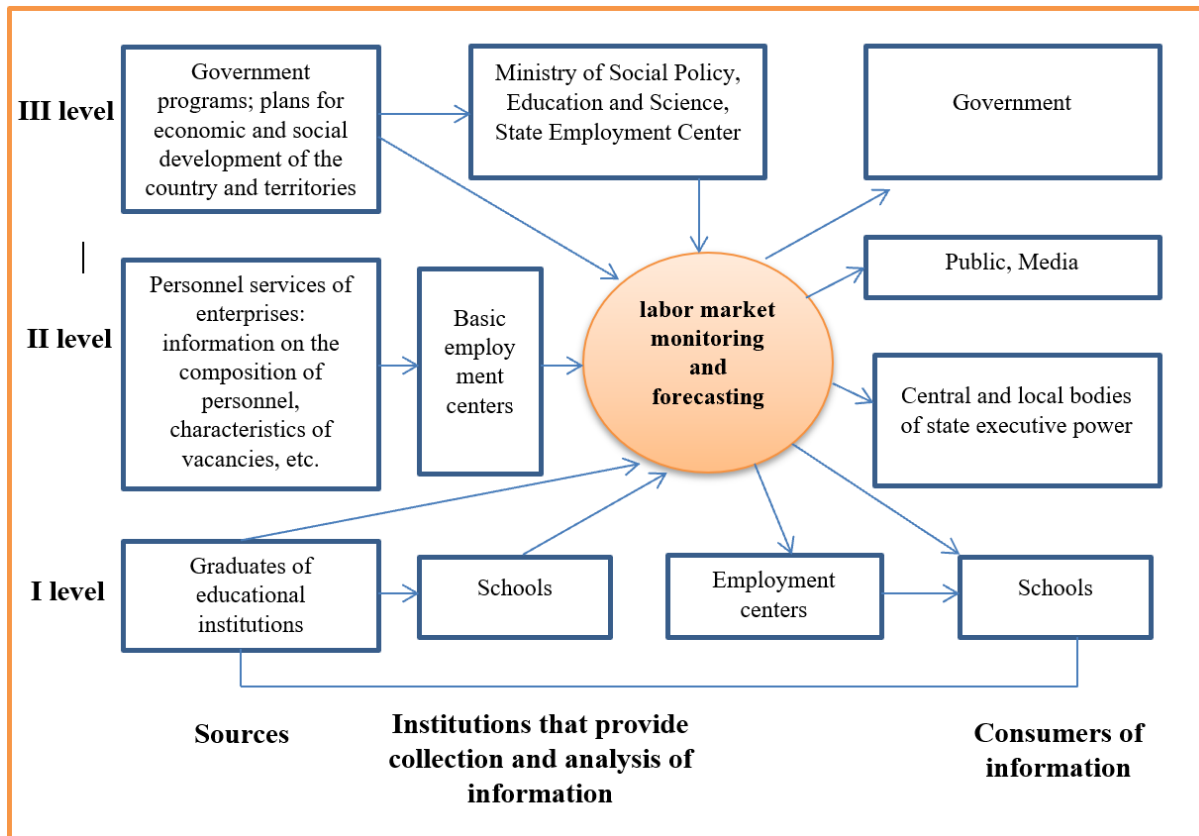 III level
Government
programs; plans for
economic and social
development of the
country and territories
Ministry of Social Policy,
Education and Science,
State Employment Center
Government
Public, Media
II level
Personnel services of
enterprises:
information on the
composition of
personnel,
characteristics of
vacancies, etc.
Basic
employ
ment
centers
labor market
monitoring
and
forecasting
Central and local bodies
of state executive power
I level
Graduates of
educational
institutions
Schools
Employment
centers
Schools
Sources
Institutions that provide
collection and analysis of
information
Consumers of
information